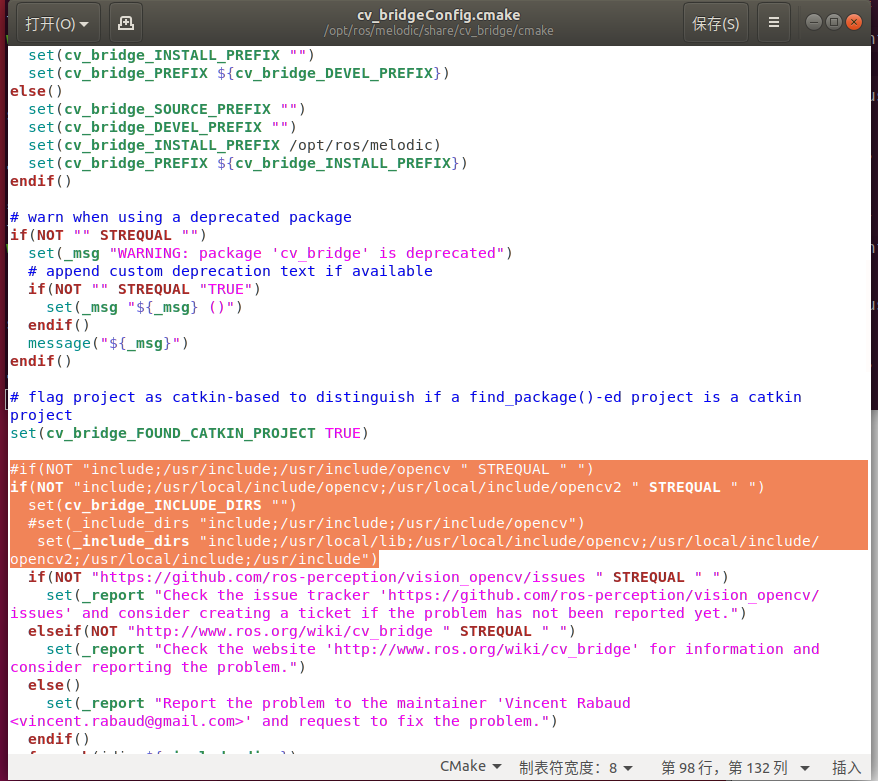 打开(O)
cv_bridgeConfig.cmake
/opt/ros/melodic/share/cv_bridge/cmake
保存(S)
set(cv_bridge_INSTALL_PREFIX "")
set(cv_bridge_PREFIX ${cv_bridge_DEVEL_PREFIX})
else()
set(cv_bridge_SOURCE_PREFIX "")
set(cv_bridge_DEVEL_PREFIX "")
set(cv_bridge_INSTALL_PREFIX /opt/ros/melodic)
set(cv_bridge_PREFIX ${cv_bridge_INSTALL_PREFIX})
endif()
# warn when using a deprecated package
if(NOT "" STREQUAL "")
set(_msg "WARNING: package 'cv_bridge' is deprecated")
# append custom deprecation text if available
if(NOT "" STREQUAL "TRUE")
set(_msg "${_msg} ()")
endif()
message("${_msg}")
endif()
# flag project as catkin-based to distinguish if a find_package()-ed project is a catkin
project
set(cv_bridge_FOUND_CATKIN_PROJECT TRUE)
#if(NOT "include;/usr/include;/usr/include/opencv " STREQUAL " ")
if(NOT "include;/usr/local/include/opencv;/usr/local/include/opencv2 " STREQUAL " ")
set(cv_bridge_INCLUDE_DIRS "")
#set(_include_dirs "include;/usr/include;/usr/include/opencv")
set(_include_dirs "include;/usr/local/lib;/usr/local/include/opencv;/usr/local/include/
opencv2;/usr/local/include;/usr/include")
if(NOT "https://github.com/ros-perception/vision_opencv/issues " STREQUAL " ")
set(_report "Check the issue tracker 'https://github.com/ros-perception/vision_opencv/
issues' and consider creating a ticket if the problem has not been reported yet.")
elseif(NOT "http://www.ros.org/wiki/cv_bridge " STREQUAL " ")
set(_report "Check the website 'http://www.ros.org/wiki/cv_bridge' for information and
consider reporting the problem.")
else()
set(_report "Report the problem to the maintainer 'Vincent Rabaud
<vincent.rabaud@gmail.com>' and request to fix the problem.")
endif()
CMake
制表符宽度：8
第 98 行，第 132 列
插入